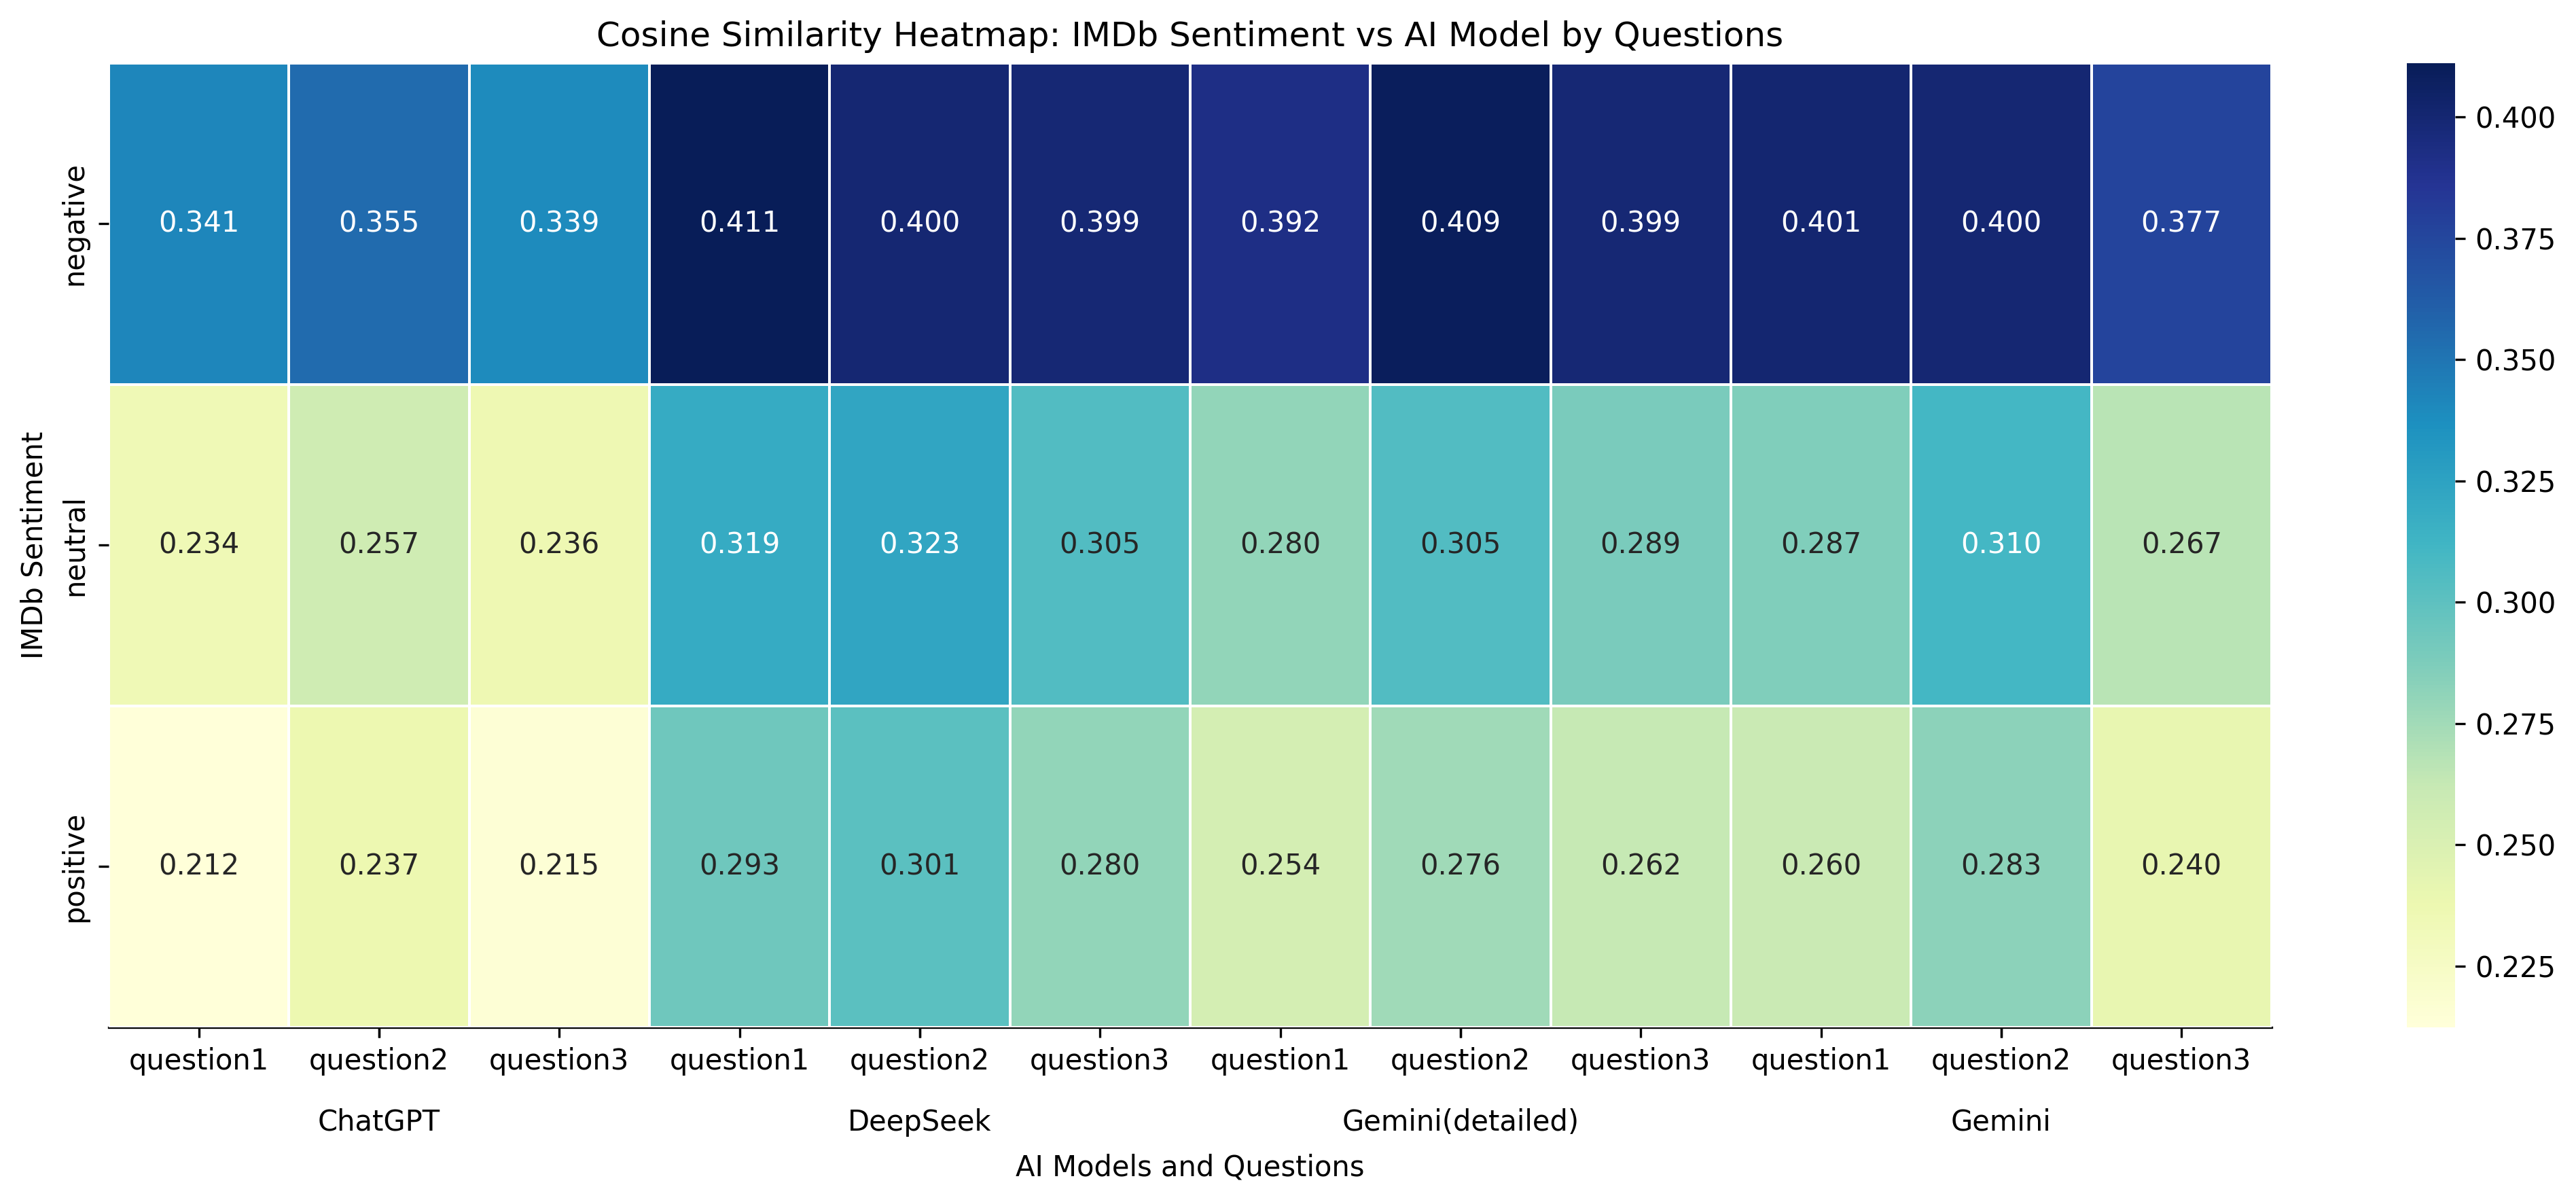 Cosine Similarity Heatmap: IMDb Sentiment vs AI Model by Questions
IMDb Sentiment
negative
0.341 0.355 0.339 0.411 0.400 0.399 0.392 0.409 0.399 0.401 0.400 0.377
neutral
0.234 0.257 0.236 0.319 0.323 0.305 0.280 0.305 0.289 0.287 0.310 0.267
positive
0.212 0.237 0.215 0.293 0.301 0.280 0.254 0.276 0.262 0.260 0.283 0.240
question1 question2 question3 question1 question2 question3 question1 question2 question3 question1 question2 question3
ChatGPT DeepSeek Gemini(detailed) Gemini
AI Models and Questions
0.400
0.375
0.350
0.325
0.300
0.275
0.250
0.225